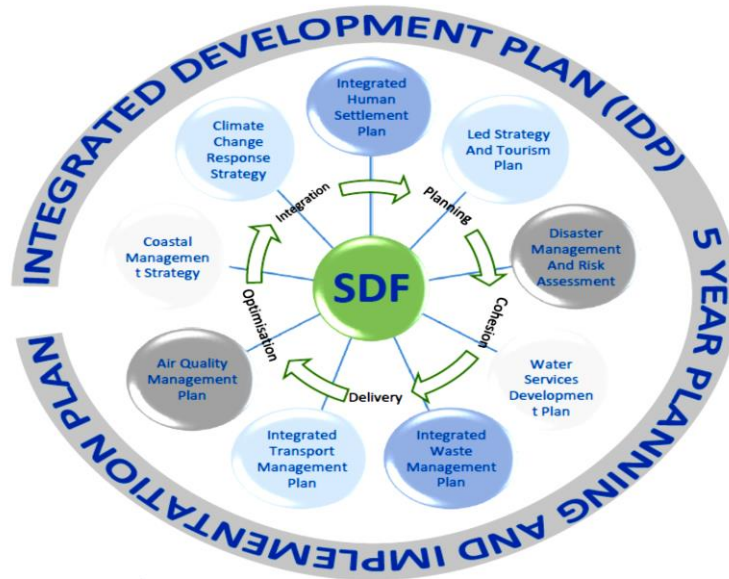 INTEGRATED DEVELOPMENT PLAN (IDP)
5 YEAR PLANNING AND IMPLEMENTATION PLAN
Integrated
Human
Settlement
Plan
Led Strategy
And Tourism
Plan
Disaster
Management
And Risk
Assessment
Water
Services
Developmen
t Plan
Integrated
Waste
Management
Plan
Integrated
Transport
Management
Plan
Air Quality
Management
Plan
Coastal
Managemen
t Strategy
Climate
Change
Response
Strategy
Integration
Planning
Cohesion
Delivery
Optimisation
SDF